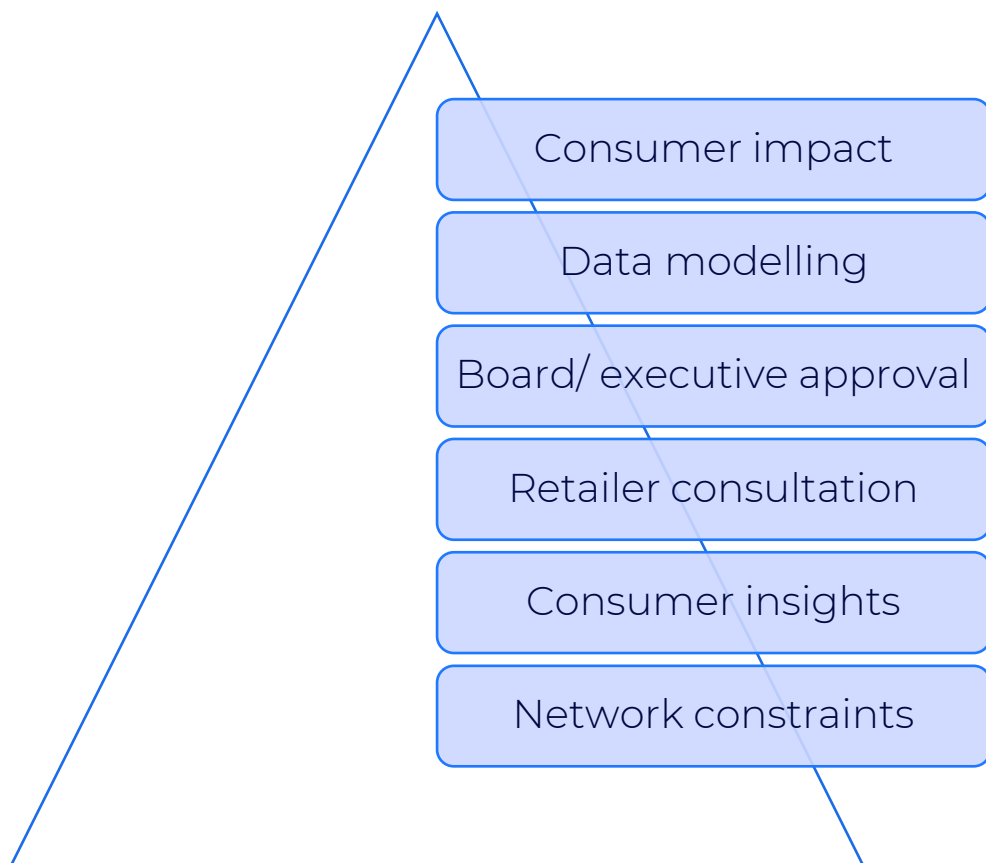 Consumer impact
Data modelling
Board/ executive approval
Retailer consultation
Consumer insights
Network constraints